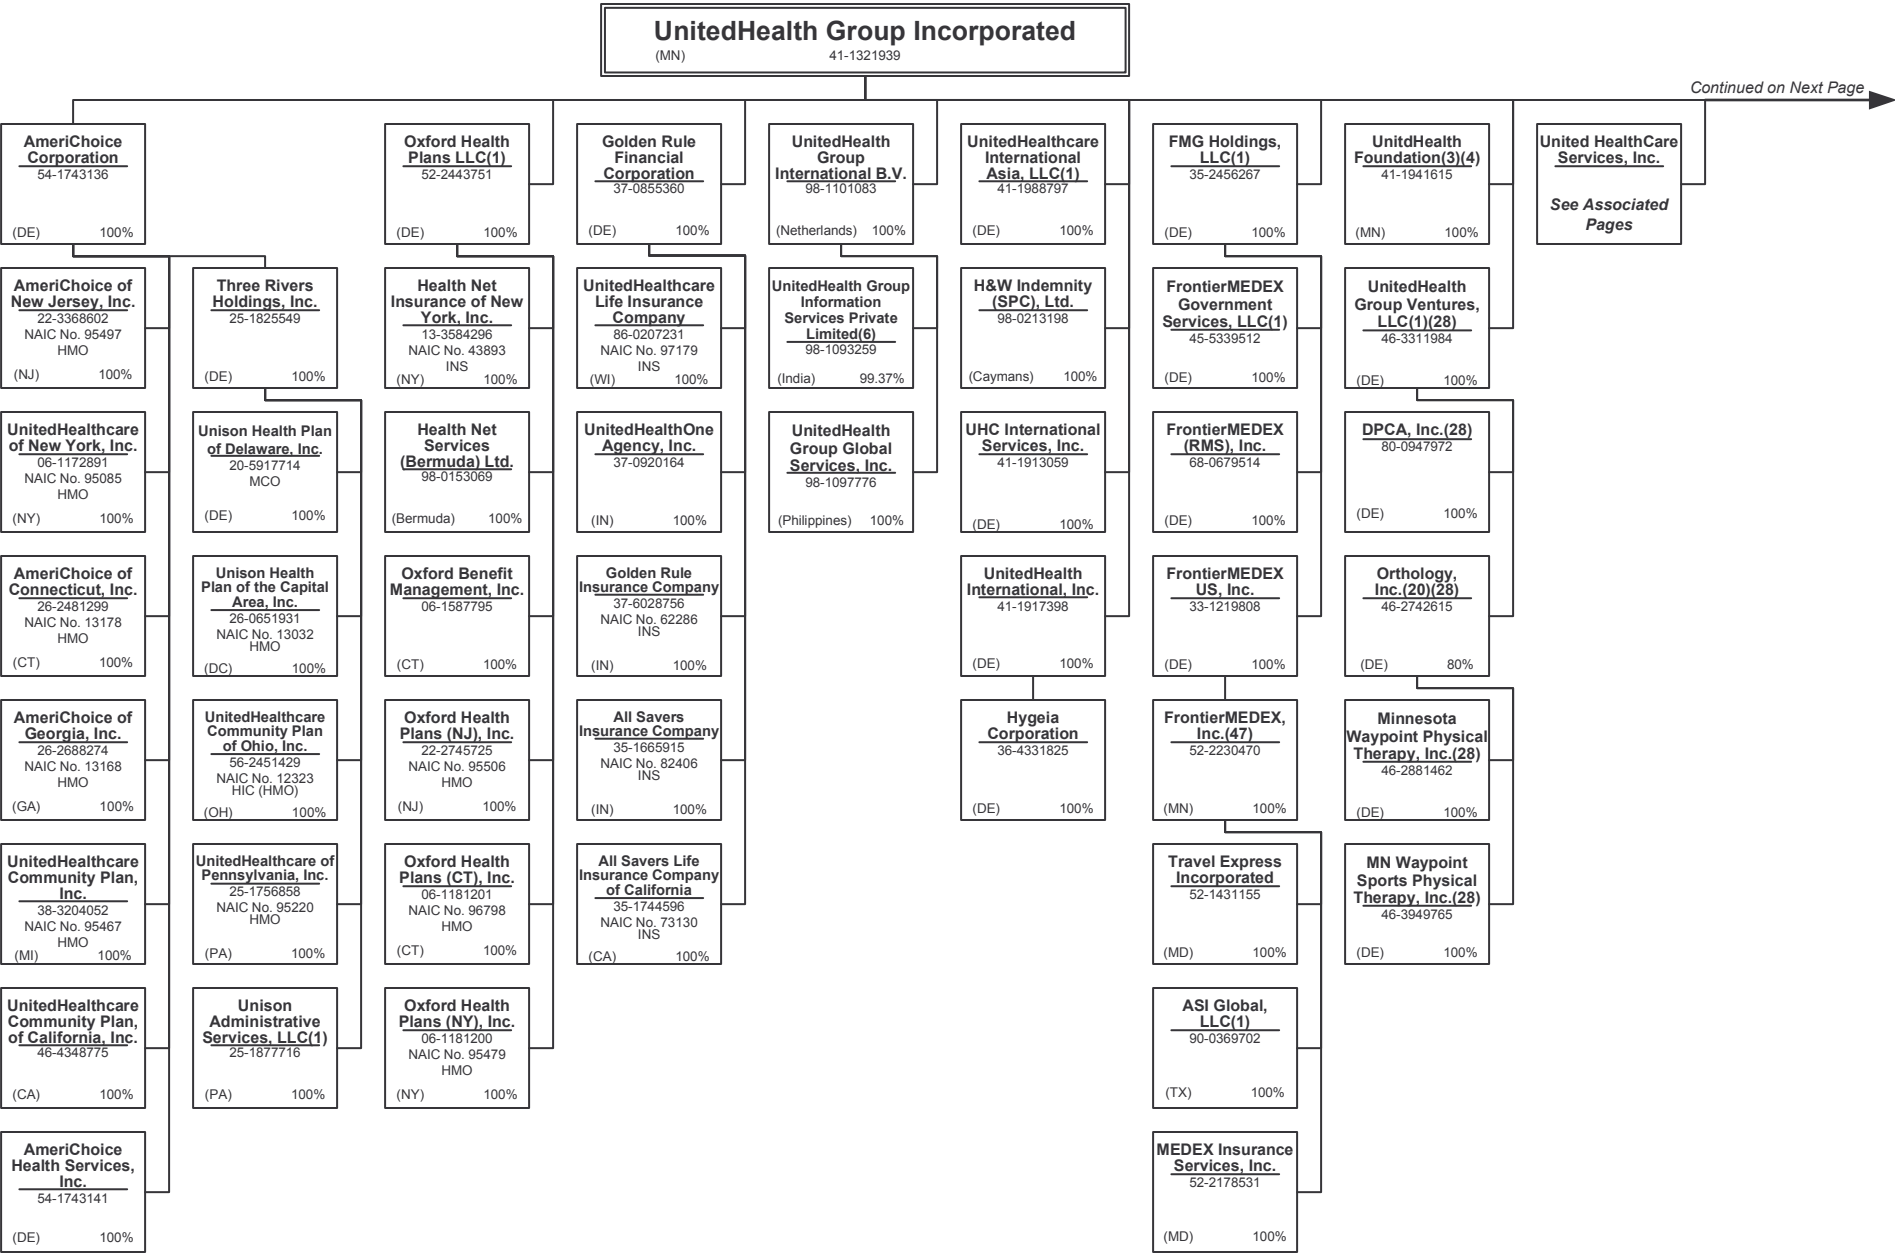 UnitedHealth Group Incorporated
(MN) 41-1321939
Continued on Next Page
AmeriChoice
Corporation
54-1743136
(DE) 100%
Oxford Health
Plans LLC(1)
52-2443751
(DE) 100%
Golden Rule
Financial
Corporation
37-0855360
(DE) 100%
UnitedHealth
Group
International B.V.
98-1101083
(Netherlands) 100%
UnitedHealthcare
International
Asia, LLC(1)
41-1988797
(DE) 100%
FMG Holdings,
LLC(1)
35-2456267
(DE) 100%
UnitdHealth
Foundation(3)(4)
41-1941615
(MN) 100%
United HealthCare
Services, Inc.
See Associated
Pages
AmeriChoice of
New Jersey, Inc.
22-3368602
NAIC No. 95497
HMO
(NJ) 100%
Three Rivers
Holdings, Inc.
25-1825549
(DE) 100%
Health Net
Insurance of New
York, Inc.
13-3584296
NAIC No. 43893
INS
(NY) 100%
UnitedHealthcare
Life Insurance
Company
86-0207231
NAIC No. 97179
INS
(WI) 100%
UnitedHealth Group
Information
Services Private
Limited(6)
98-1093259
(India) 99.37%
H&W Indemnity
(SPC), Ltd.
98-0213198
(Caymans) 100%
FrontierMEDEX
Government
Services, LLC(1)
45-5339512
(DE) 100%
UnitedHealth
Group Ventures,
LLC(1)(28)
46-3311984
(DE) 100%
UnitedHealthcare
of New York, Inc.
06-1172891
NAIC No. 95085
HMO
(NY) 100%
Unison Health Plan
of Delaware, Inc.
20-5917714
MCO
(DE) 100%
Health Net
Services
(Bermuda) Ltd.
98-0153069
(Bermuda) 100%
UnitedHealthOne
Agency, Inc.
37-0920164
(IN) 100%
UnitedHealth
Group Global
Services, Inc.
98-1097776
(Philippines) 100%
UHC International
Services, Inc.
41-1913059
(DE) 100%
FrontierMEDEX
(RMS), Inc.
68-0679514
(DE) 100%
DPCA, Inc.(28)
80-0947972
(DE) 100%
AmeriChoice of
Connecticut, Inc.
26-2481299
NAIC No. 13178
HMO
(CT) 100%
Unison Health
Plan of the Capital
Area, Inc.
26-0651931
NAIC No. 13032
HMO
(DC) 100%
Oxford Benefit
Management, Inc.
06-1587795
(CT) 100%
Golden Rule
Insurance Company
37-6028756
NAIC No. 62286
INS
(IN) 100%
UnitedHealth
International, Inc.
41-1917398
(DE) 100%
FrontierMEDEX
US, Inc.
33-1219808
(DE) 100%
Orthology,
Inc.(20)(28)
46-2742615
(DE) 80%
AmeriChoice of
Georgia, Inc.
26-2688274
NAIC No. 13168
HMO
(GA) 100%
UnitedHealthcare
Community Plan
of Ohio, Inc.
56-2451429
NAIC No. 12323
HIC (HMO)
(OH) 100%
Oxford Health
Plans (NJ), Inc.
22-2745725
NAIC No. 95506
HMO
(NJ) 100%
All Savers
Insurance Company
35-1665915
NAIC No. 82406
INS
(IN) 100%
Hygeia
Corporation
36-4331825
(DE) 100%
FrontierMEDEX,
Inc.(47)
52-2230470
(MN) 100%
Minnesota
Waypoint Physical
Therapy, Inc.(28)
46-2881462
(DE) 100%
UnitedHealthcare
Community Plan,
Inc.
38-3204052
NAIC No. 95467
HMO
(MI) 100%
UnitedHealthcare of
Pennsylvania, Inc.
25-1756858
NAIC No. 95220
HMO
(PA) 100%
Oxford Health
Plans (CT), Inc.
06-1181201
NAIC No. 96798
HMO
(CT) 100%
All Savers Life
Insurance Company
of California
35-1744596
NAIC No. 73130
INS
(CA) 100%
Travel Express
Incorporated
52-1431155
(MD) 100%
MN Waypoint
Sports Physical
Therapy, Inc.(28)
46-3949765
(DE) 100%
UnitedHealthcare
Community Plan,
of California, Inc.
46-4348775
(CA) 100%
Unison
Administrative
Services, LLC(1)
25-1877716
(PA) 100%
Oxford Health
Plans (NY), Inc.
06-1181200
NAIC No. 95479
HMO
(NY) 100%
ASI Global,
LLC(1)
90-0369702
(TX) 100%
AmeriChoice
Health Services,
Inc.
54-1743141
(DE) 100%
MEDEX Insurance
Services, Inc.
52-2178531
(MD) 100%